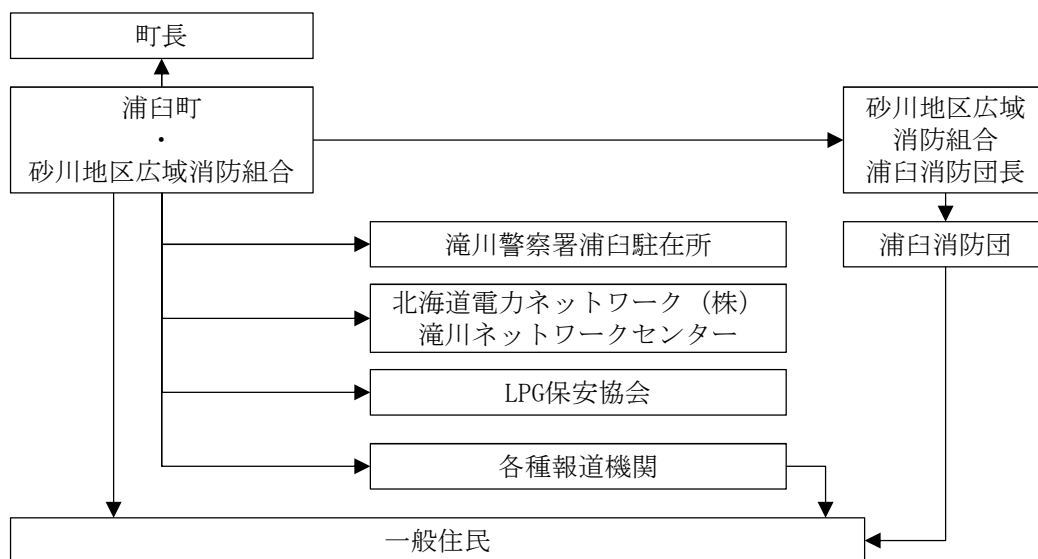 町長
浦臼町
・
砂川地区広域消防組合
砂川地区広域
消防組合
浦臼消防団長
滝川警察署浦臼駐在所
浦臼消防団
北海道電力ネットワーク（株）
滝川ネットワークセンター
LPG保安協会
各種報道機関
一般住民